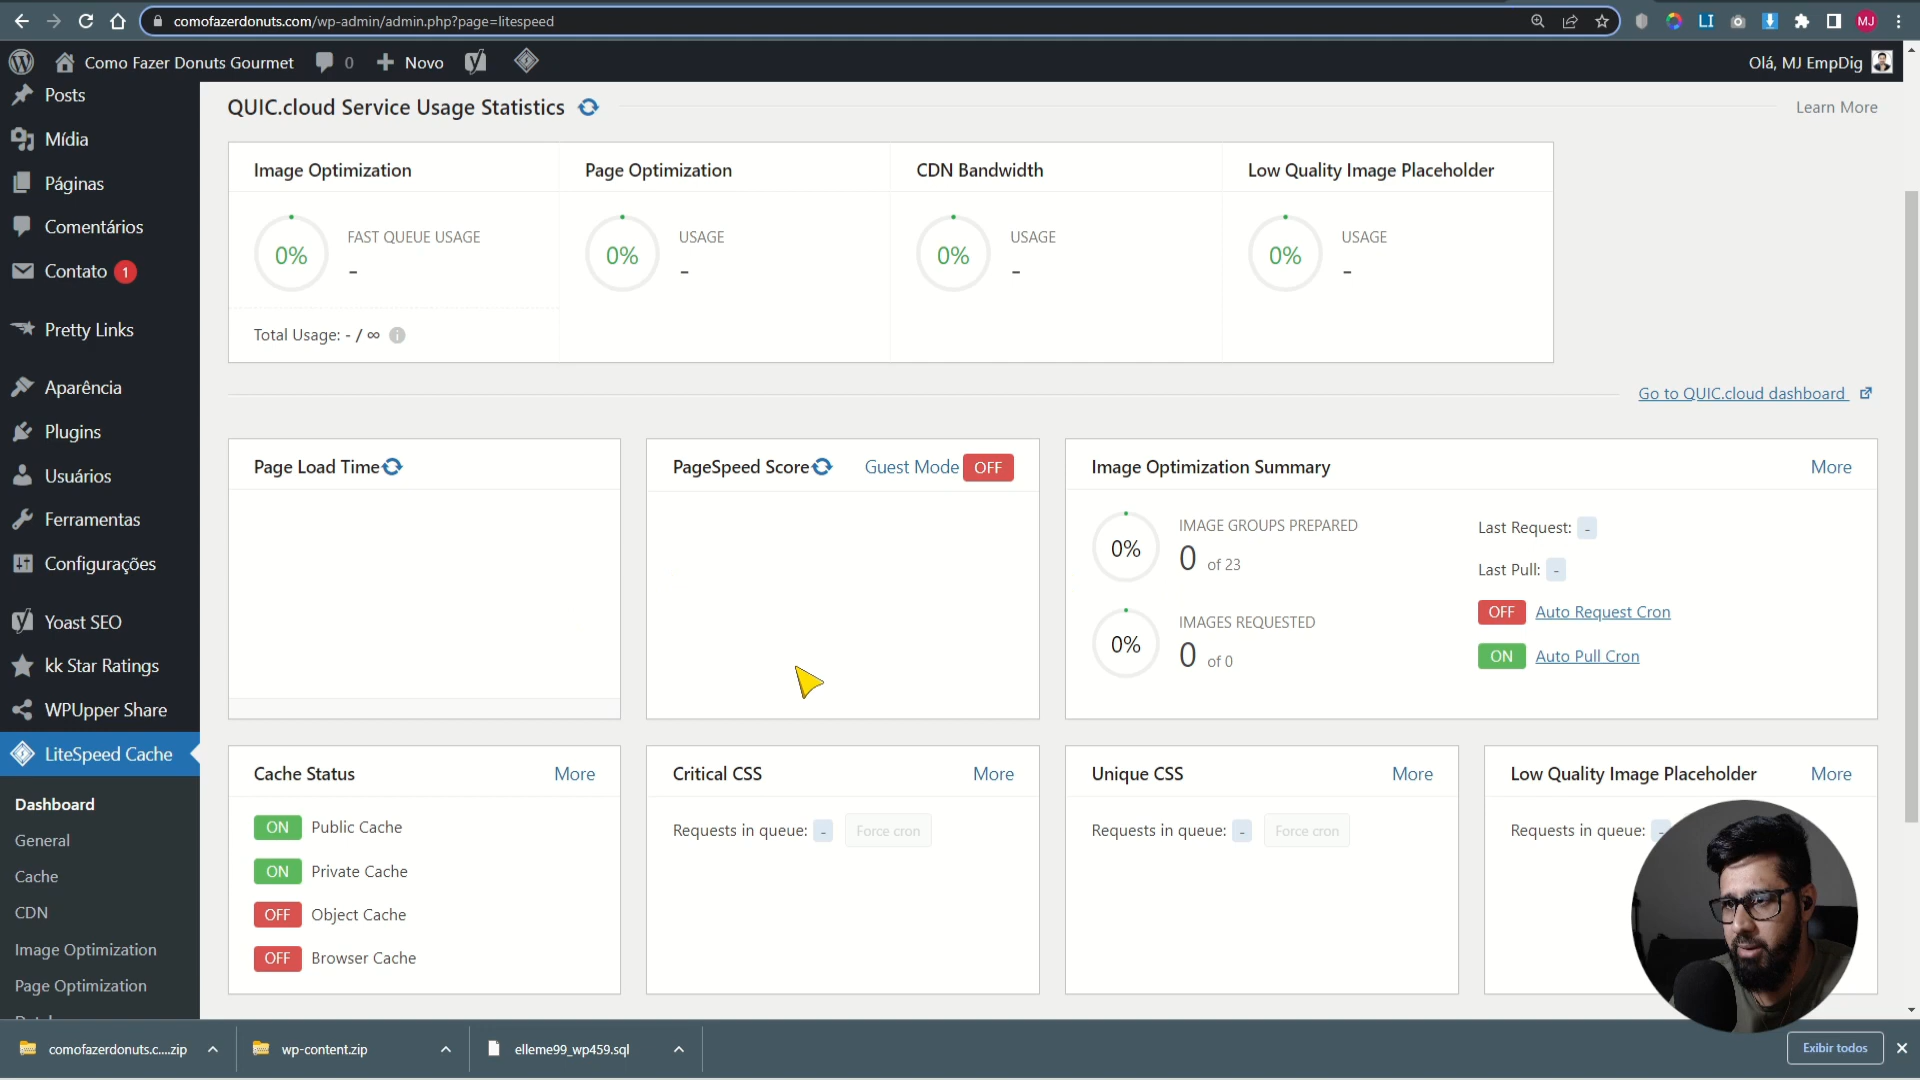 comofazerdonuts.com/wp-admin/admin.php?page=litespeed
LI
MJ
Como Fazer Donuts Gourmet
0
Novo
Olá, MJ EmpDig
Posts
Mídia
Páginas
Comentários
Contato 1
Pretty Links
Aparência
Plugins
Usuários
Ferramentas
Configurações
Yoast SEO
kk Star Ratings
WPUpper Share
LiteSpeed Cache
Dashboard
General
Cache
CDN
Image Optimization
Page Optimization
QUIC.cloud Service Usage Statistics
Learn More
Image Optimization
0%
FAST QUEUE USAGE
-
Total Usage: - / ∞
Page Optimization
0%
USAGE
-
CDN Bandwidth
0%
USAGE
-
Low Quality Image Placeholder
0%
USAGE
-
Go to QUIC.cloud dashboard
Page Load Time
PageSpeed Score
Guest Mode OFF
Image Optimization Summary
More
0%
IMAGE GROUPS PREPARED
0 of 23
0%
IMAGES REQUESTED
0 of 0
Last Request: -
Last Pull: -
OFF Auto Request Cron
ON Auto Pull Cron
Cache Status
More
ON Public Cache
ON Private Cache
OFF Object Cache
OFF Browser Cache
Critical CSS
More
Requests in queue: - Force cron
Unique CSS
More
Requests in queue: - Force cron
Low Quality Image Placeholder
More
Requests in queue: -
comofazerdonuts.c....zip
wp-content.zip
elleme99_wp459.sql
Exibir todos